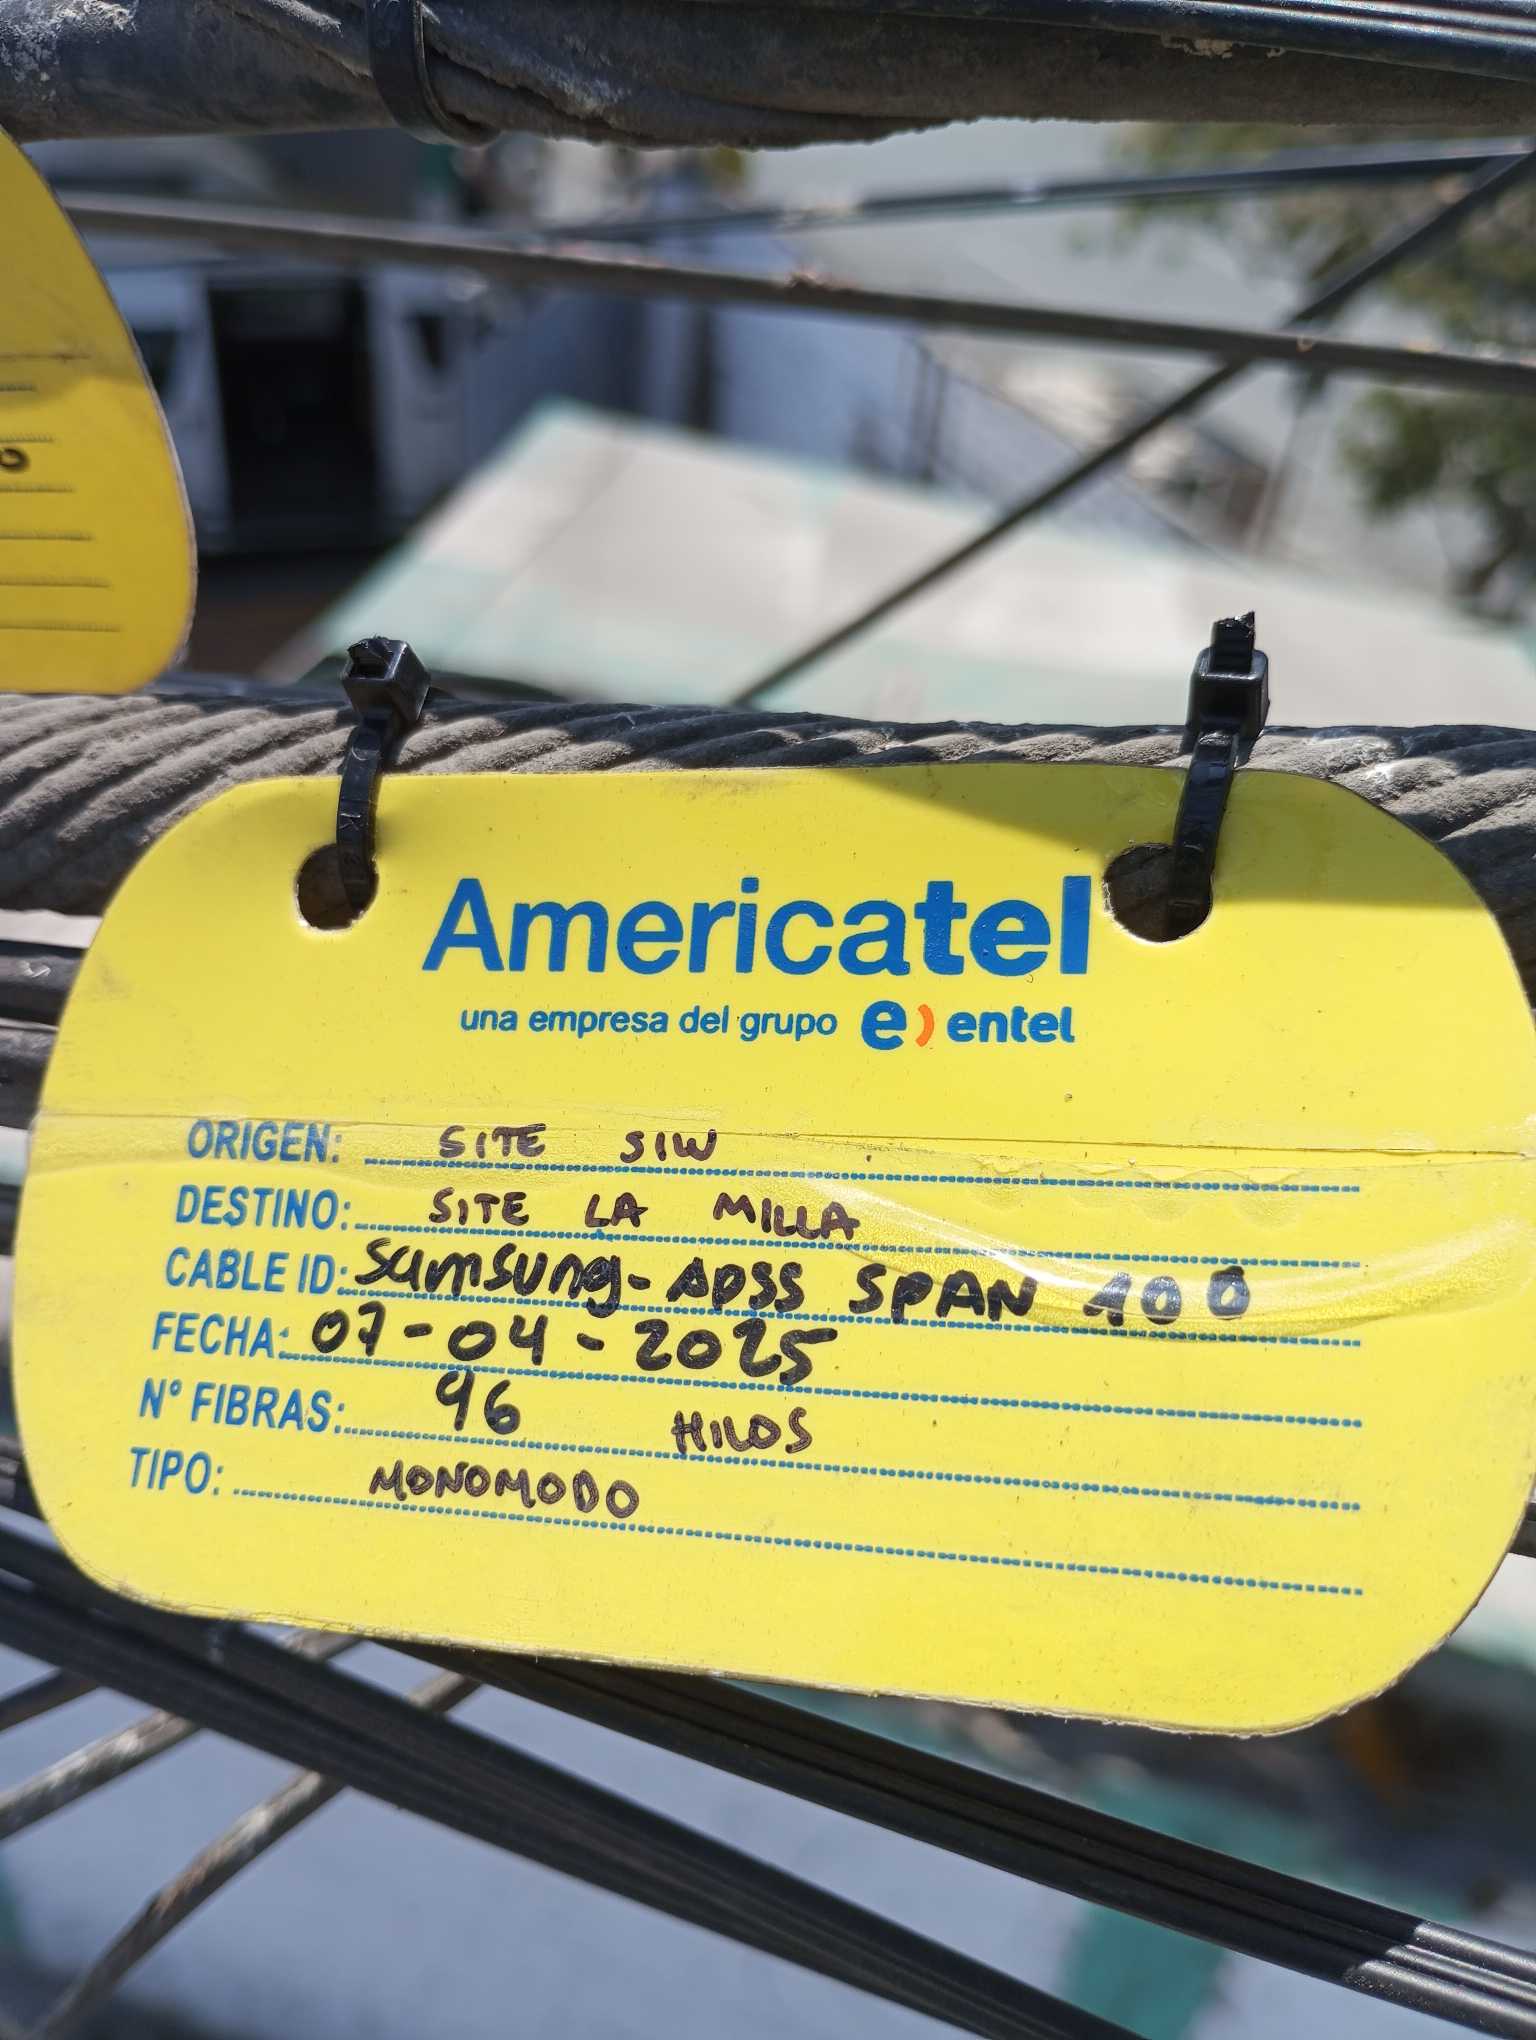 Americatel
una empresa del grupo e) entel
ORIGEN: SITE SIW
DESTINO: SITE LA MILLA
CABLE ID: Samsung- ADSS SPAN 100
FECHA: 07-04-2025
N° FIBRAS: 96 HILOS
TIPO: MONOMODO